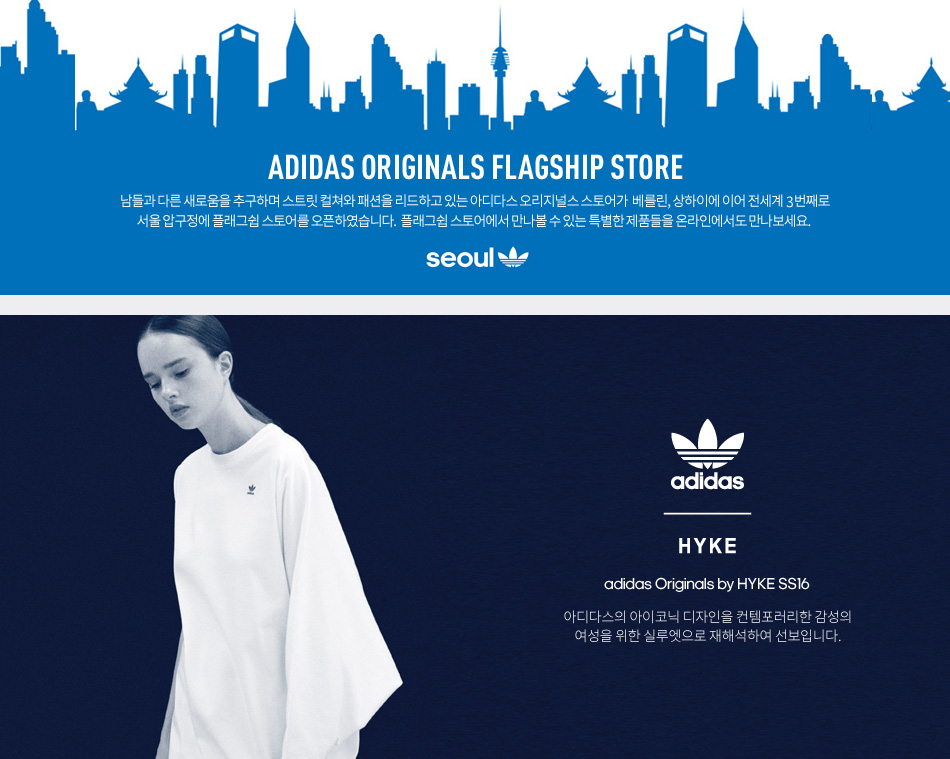 ADIDAS ORIGINALS FLAGSHIP STORE
남들과 다른 새로움을 추구하며 스트릿 컬쳐와 패션을 리드하고 있는 아디다스 오리지널스 스토어가 베를린, 상하이에 이어 전세계 3번째로
서울 압구정에 플래그쉽 스토어를 오픈하였습니다. 플래그쉽 스토어에서 만나볼 수 있는 특별한 제품들을 온라인에서도 만나보세요.
seoul
adidas
HYKE
adidas Originals by HYKE SS16
아디다스의 아이코닉 디자인을 컨템포러리한 감성의
여성을 위한 실루엣으로 재해석하여 선보입니다.